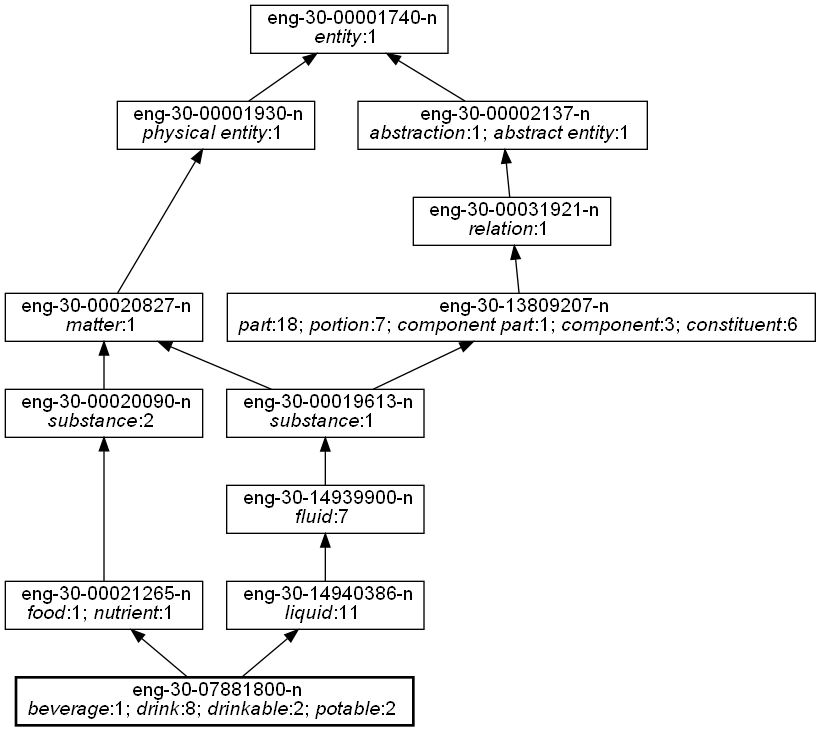 eng-30-00001740-n
entity:1
eng-30-00001930-n
physical entity:1
eng-30-00002137-n
abstraction:1; abstract entity:1
eng-30-00031921-n
relation:1
eng-30-00020827-n
matter:1
eng-30-13809207-n
part:18; portion:7; component part:1; component:3; constituent:6
eng-30-00020090-n
substance:2
eng-30-00019613-n
substance:1
eng-30-14939900-n
fluid:7
eng-30-00021265-n
food:1; nutrient:1
eng-30-14940386-n
liquid:11
eng-30-07881800-n
beverage:1; drink:8; drinkable:2; potable:2